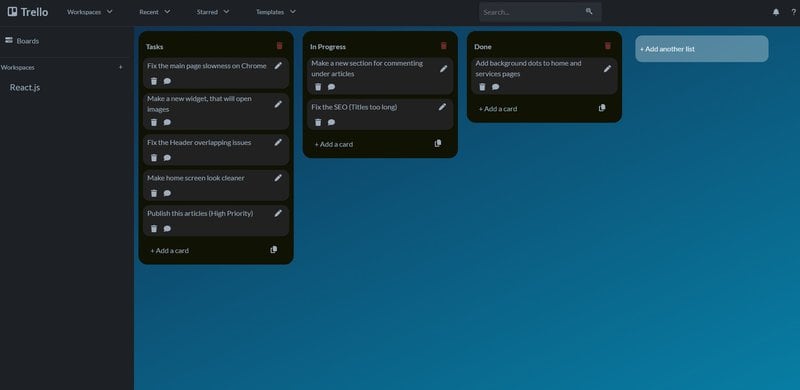 Trello
Workspaces
Recent
Starred
Templates
Search...
?
Boards
Workspaces
+
React.js
Tasks
Fix the main page slowness on Chrome
Make a new widget, that will open
images
Fix the Header overlapping issues
Make home screen look cleaner
Publish this articles (High Priority)
+ Add a card
In Progress
Make a new section for commenting
under articles
Fix the SEO (Titles too long)
+ Add a card
Done
Add background dots to home and
services pages
+ Add a card
+ Add another list